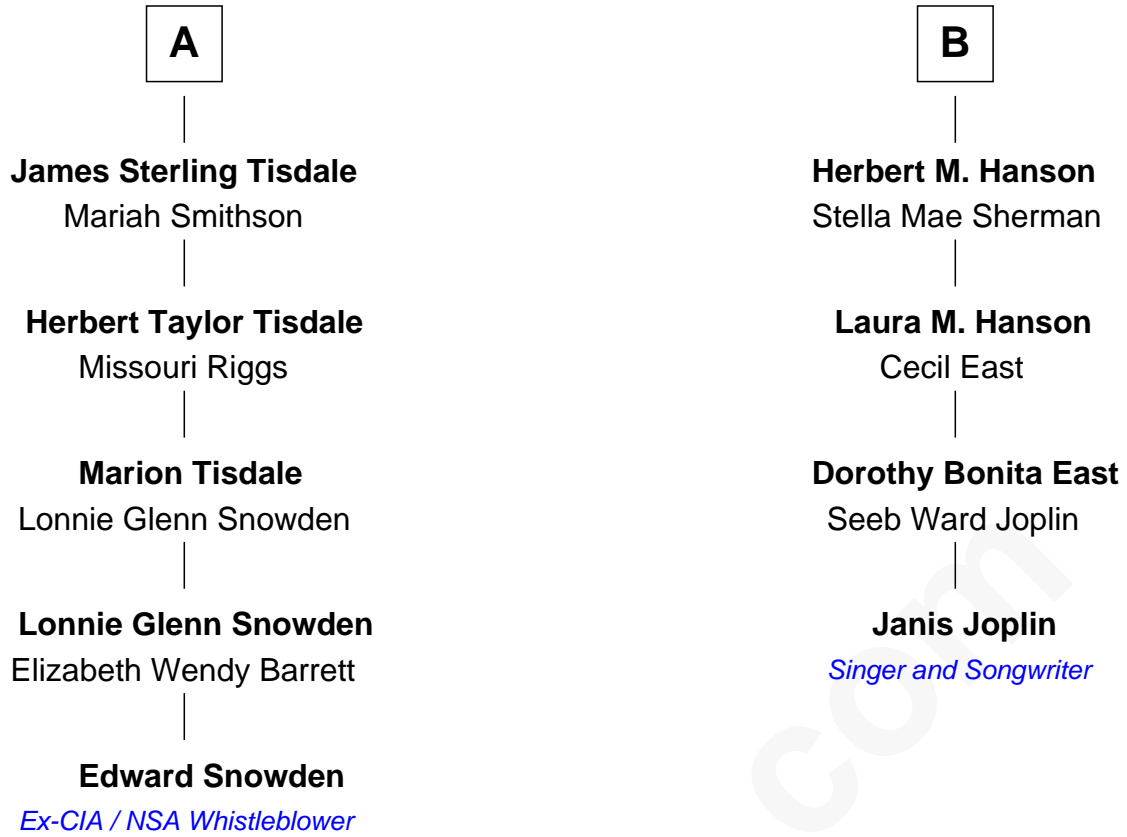 A
James Sterling Tisdale
Mariah Smithson
Herbert Taylor Tisdale
Missouri Riggs
Marion Tisdale
Lonnie Glenn Snowden
Lonnie Glenn Snowden
Elizabeth Wendy Barrett
Edward Snowden
Ex-CIA / NSA Whistleblower
B
Herbert M. Hanson
Stella Mae Sherman
Laura M. Hanson
Cecil East
Dorothy Bonita East
Seeb Ward Joplin
Janis Joplin
Singer and Songwriter
com